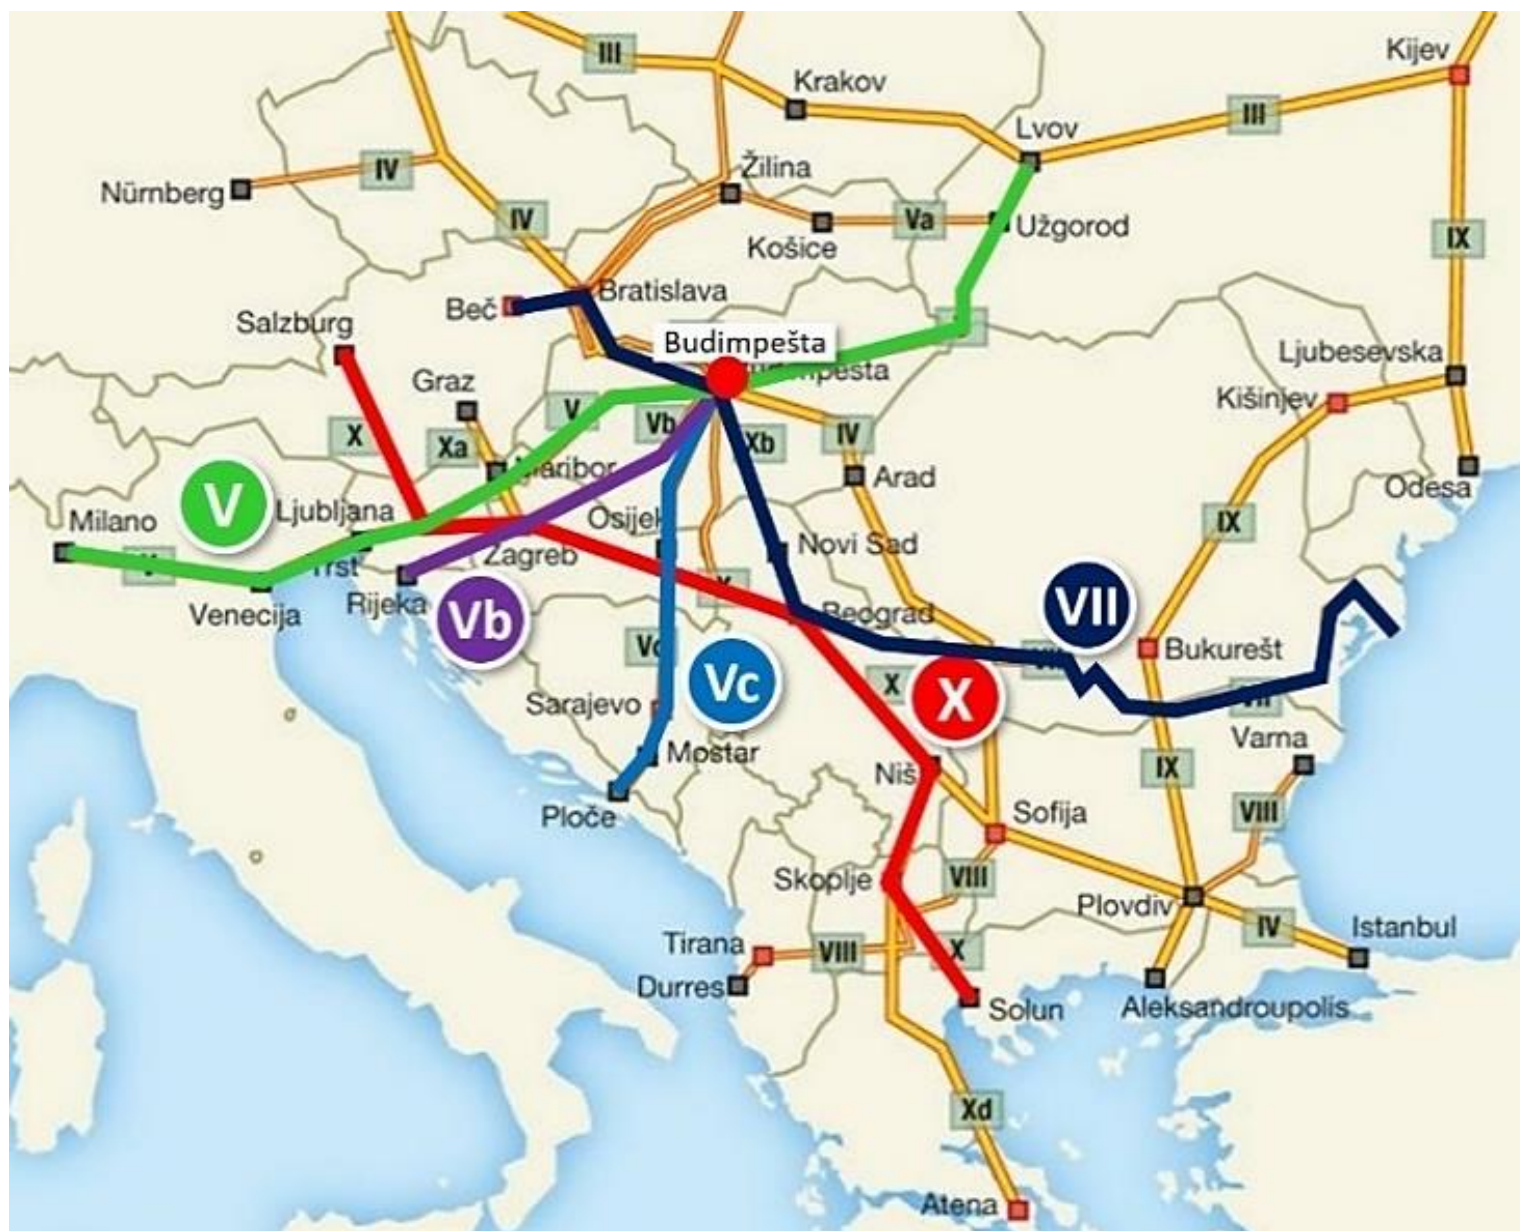 III
Kijev
Krakov
III
Lvov
Žilina
IV
Nürnberg
IV
Va
Užgorod
Košice
IX
Bratislava
Beč
Salzburg
Budimpešta
Ljubesevska
Graz
V
Kišinjev
Vb
Xb
IV
X
Xa
Maribor
Arad
Odesa
V
Ljubljana
Milano
Osijek
IX
Novi Sad
Zagreb
V
Trst
Venecija
Rijeka
X
VII
Beograd
Vb
Vc
Bukurešt
VII
X
Vc
X
Sarajevo
VII
Mostar
Varna
Niš
IX
Ploče
Sofija
VIII
Skoplje
VIII
Plovdiv
IV
Istanbul
Tirana
VIII
X
Durres
Solun
Aleksandroupolis
Xd
Atena